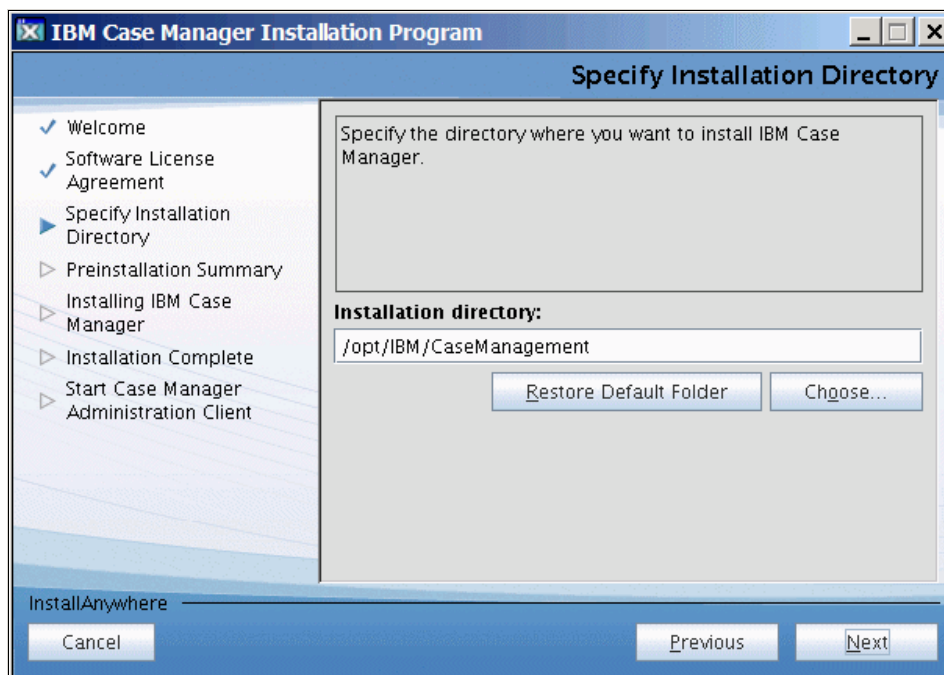 IBM Case Manager Installation Program
Specify Installation Directory
Welcome
Software License
Agreement
Specify Installation
Directory
Preinstallation Summary
Installing IBM Case
Manager
Installation Complete
Start Case Manager
Administration Client
Specify the directory where you want to install IBM Case
Manager.
Installation directory:
/opt/IBM/CaseManagement
Restore Default Folder
Choose...
InstallAnywhere
Cancel
Previous
Next